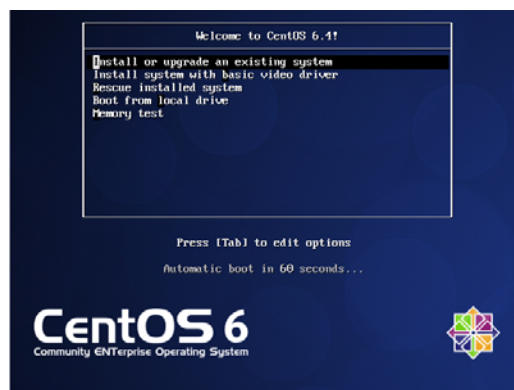 Welcome to CentOS 6.4!
Install or upgrade an existing system
Install system with basic video driver
Rescue installed system
Boot from local drive
Memory test
Press [Tab] to edit options
Automatic boot in 60 seconds...
CentOS 6
Community ENTerprise Operating System